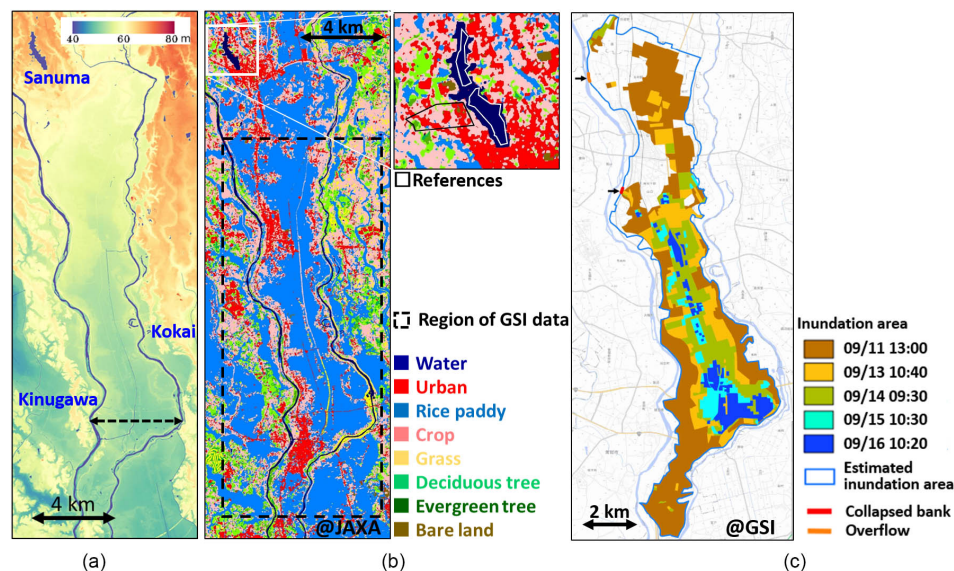 40
80 m
Sanuma
Kokai
Kinugawa
4 km
(a)
4 km
References
Region of GSI data
Water
Urban
Rice paddy
Crop
Grass
Deciduous tree
Evergreen tree
Bare land
@JAXA
(b)
Inundation area
09/11 13:00
09/13 10:40
09/14 09:30
09/15 10:30
09/16 10:20
Estimated
inundation area
Collapsed bank
Overflow
2 km
@GSI
(c)